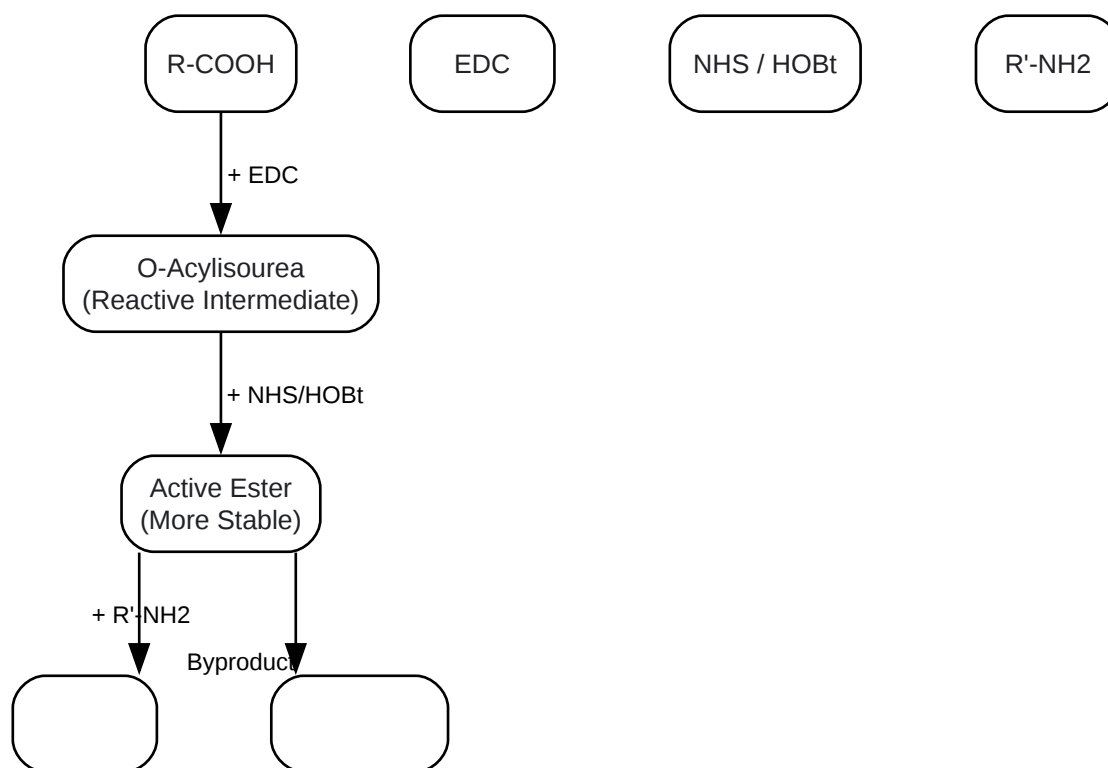 R-COOH
EDC
NHS / HOBt
R'-NH2
+ EDC
O-Acylisourea
(Reactive Intermediate)
+ NHS/HOBt
Active Ester
(More Stable)
+ R'-NH2
Byproduct